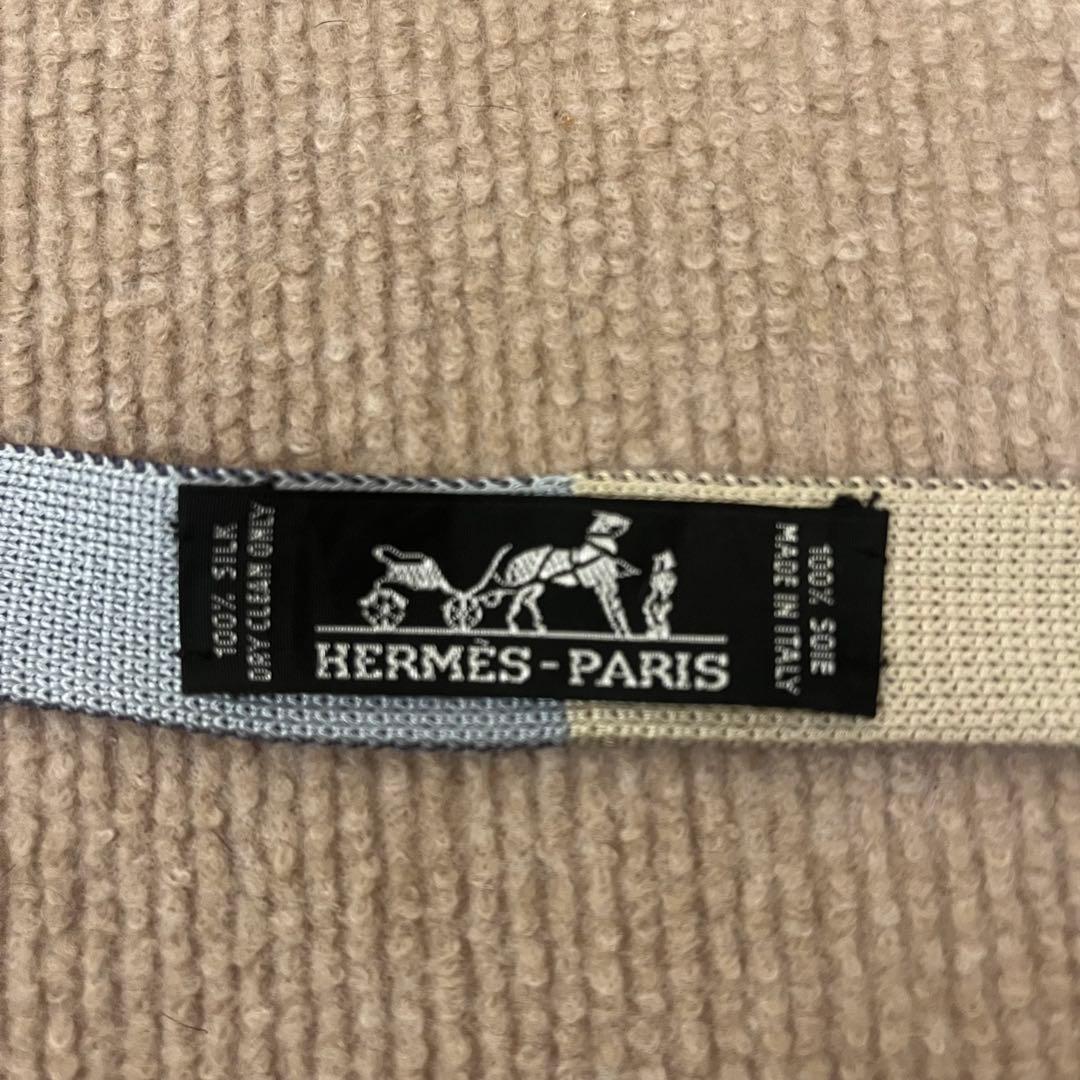 100% SILK
DRY CLEAN ONLY
HERMÈS-PARIS
100% SOIE
MADE IN ITALY